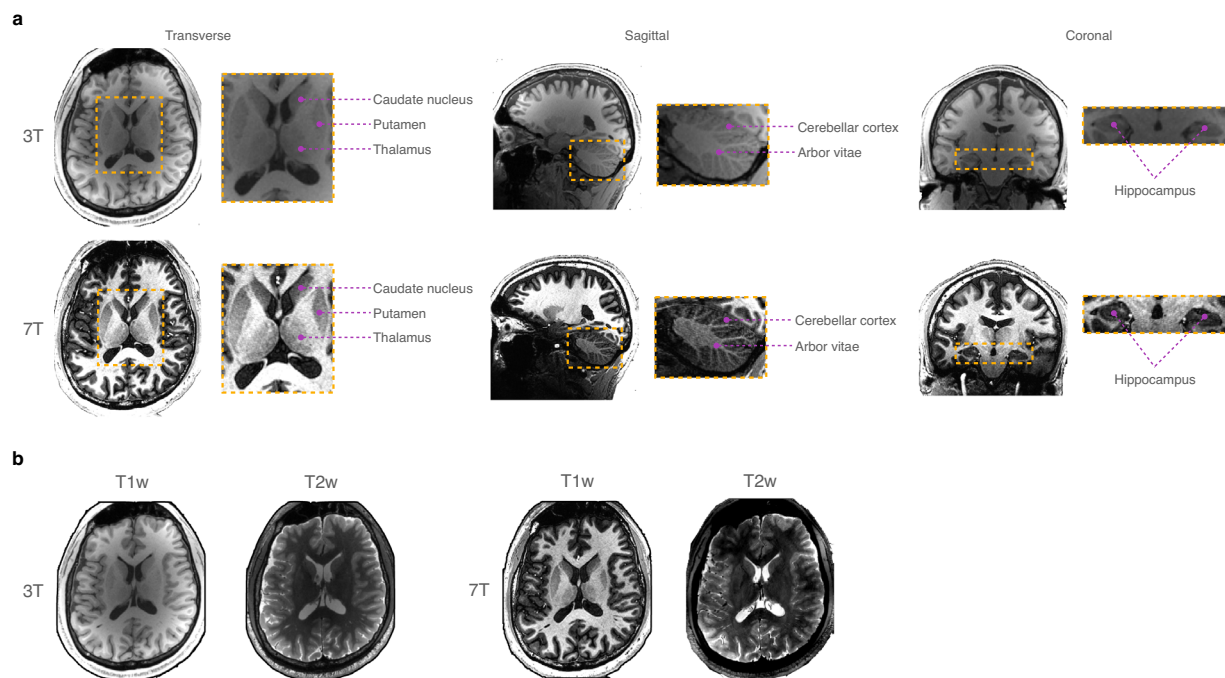 a
Transverse
Sagittal
Coronal
3T
Caudate nucleus
Putamen
Thalamus
Cerebellar cortex
Arbor vitae
Hippocampus
7T
Caudate nucleus
Putamen
Thalamus
Cerebellar cortex
Arbor vitae
Hippocampus
b
T1w
T2w
T1w
T2w
3T
7T